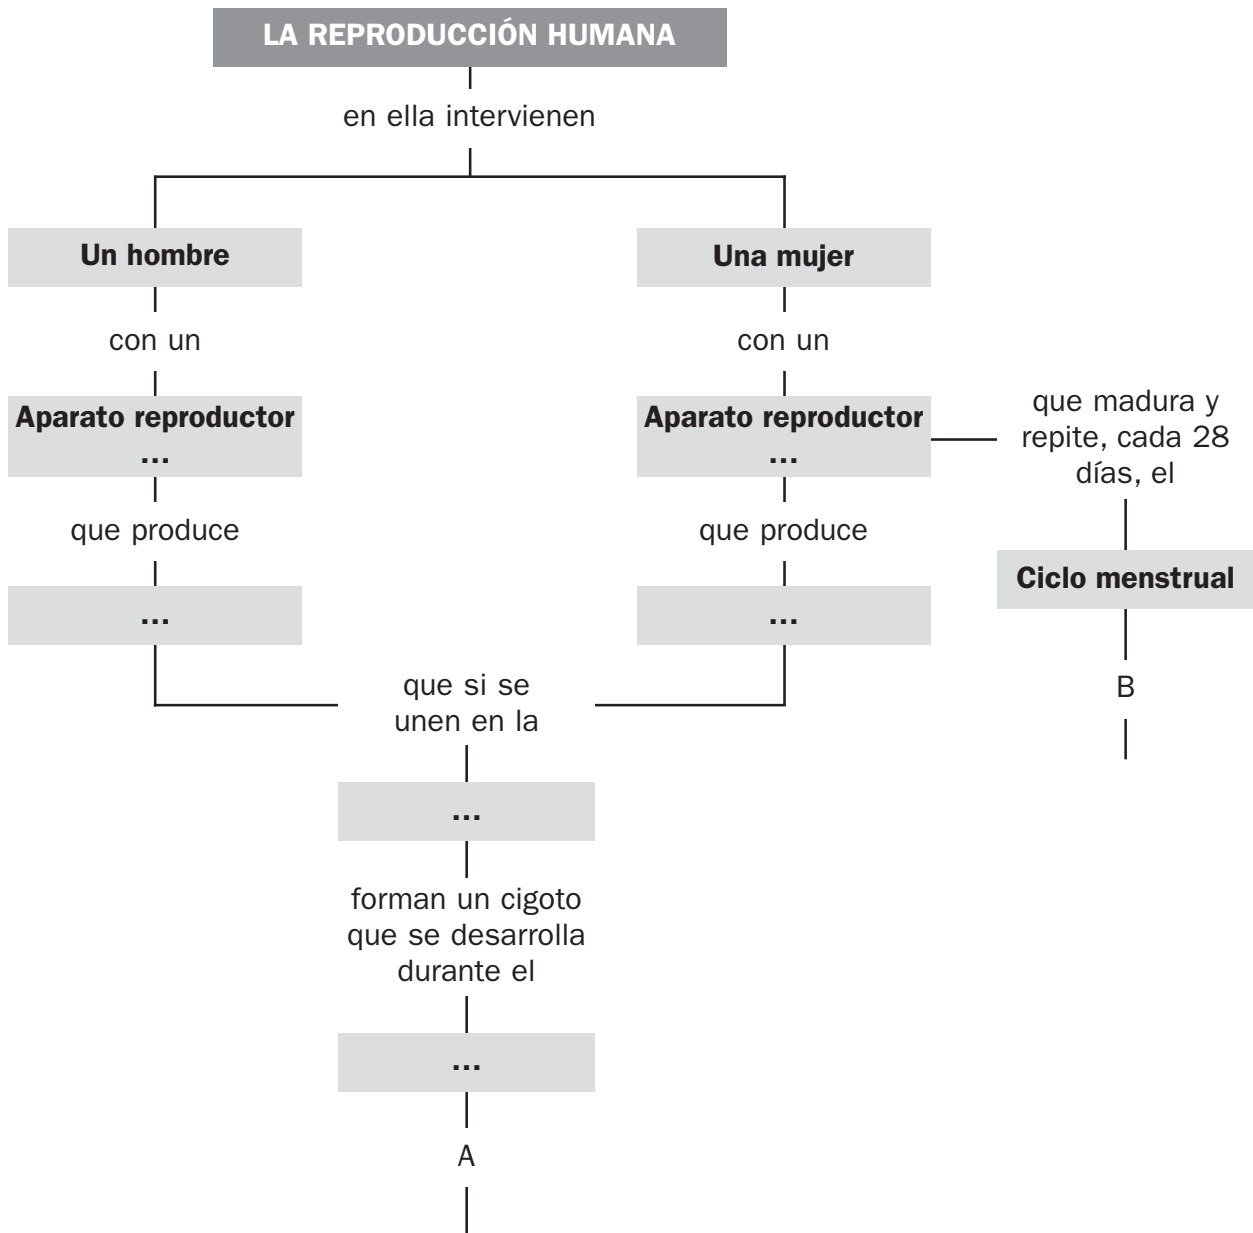 LA REPRODUCCIÓN HUMANA
en ella intervienen
Un hombre
Una mujer
con un
con un
Aparato reproductor
...
Aparato reproductor
...
que madura y
repite, cada 28
días, el
que produce
que produce
Ciclo menstrual
...
...
B
que si se
unen en la
...
forman un cigoto
que se desarrolla
durante el
...
A